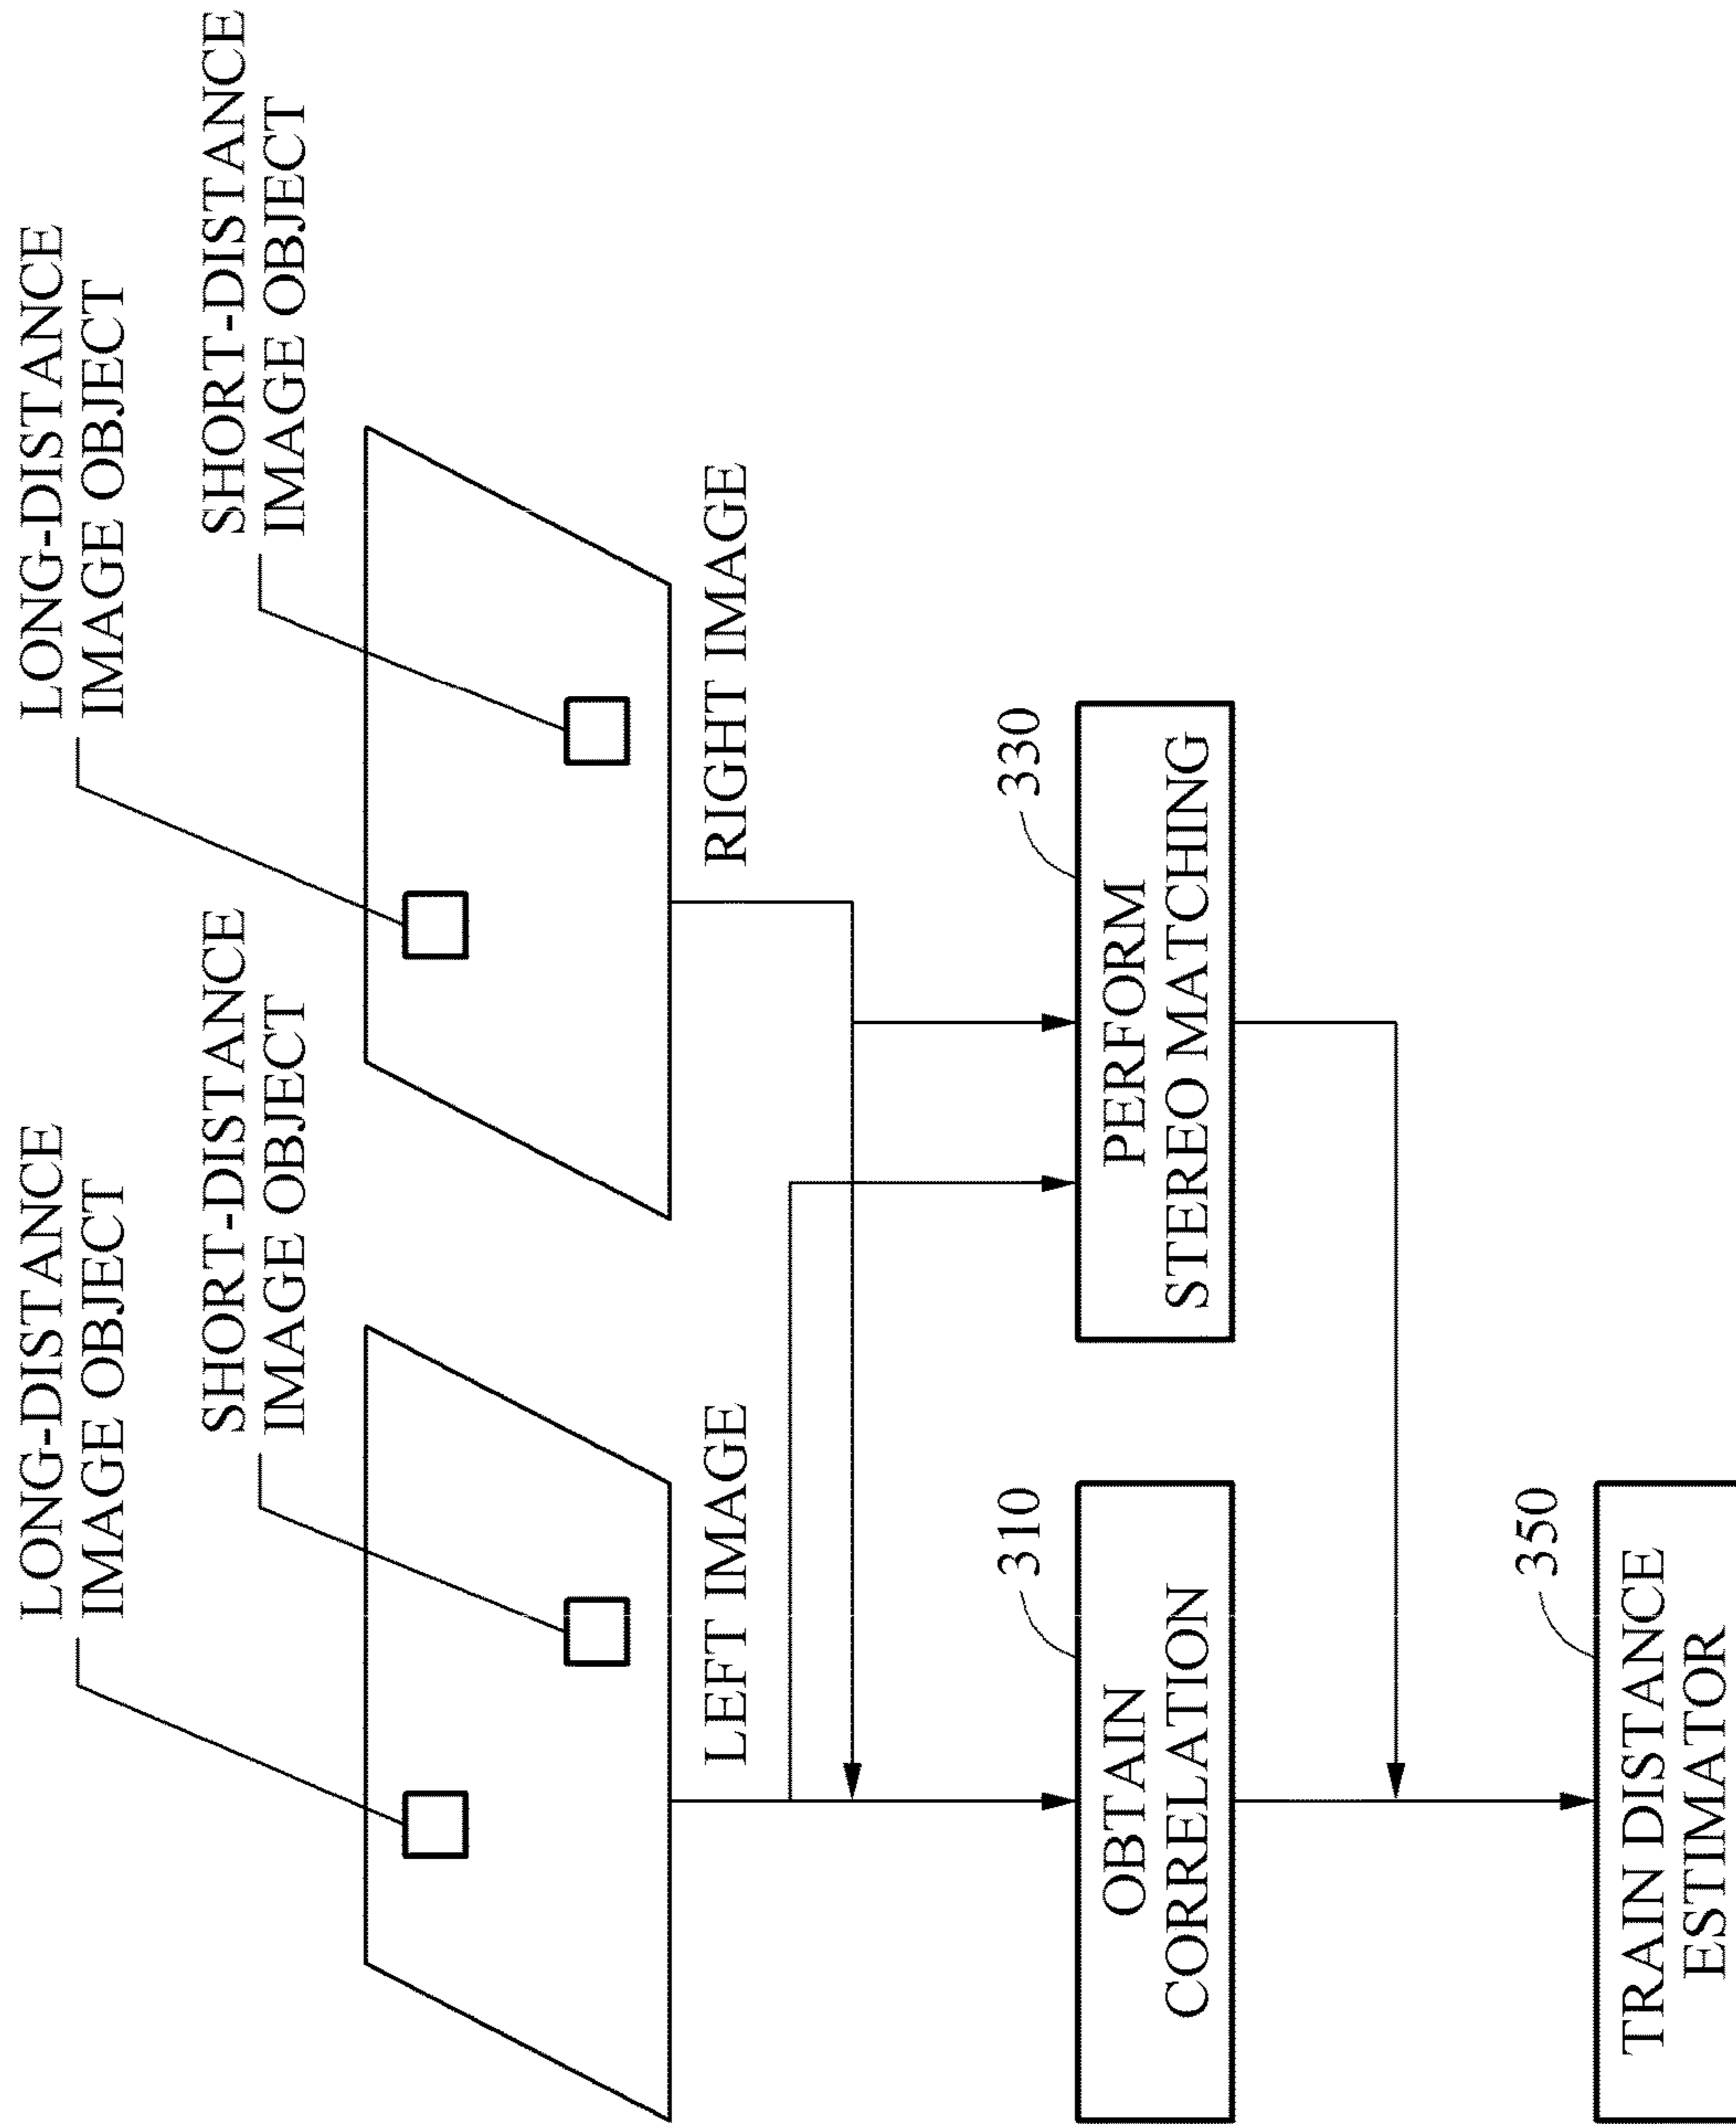 LONG-DISTANCE
IMAGE OBJECT
SHORT-DISTANCE
IMAGE OBJECT
LONG-DISTANCE
IMAGE OBJECT
SHORT-DISTANCE
IMAGE OBJECT
LEFT IMAGE
RIGHT IMAGE
310
OBTAIN
CORRELATION
330
PERFORM
STEREO MATCHING
350
TRAIN DISTANCE
ESTIMATOR